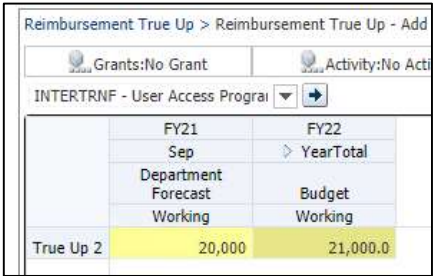 Reimbursement True Up > Reimbursement True Up - Add
Grants:No Grant Activity:No Acti
INTERTRNF - User Access Progra
FY21 FY22
Sep YearTotal
Department
Forecast Budget
Working Working
True Up 2 20,000 21,000.0